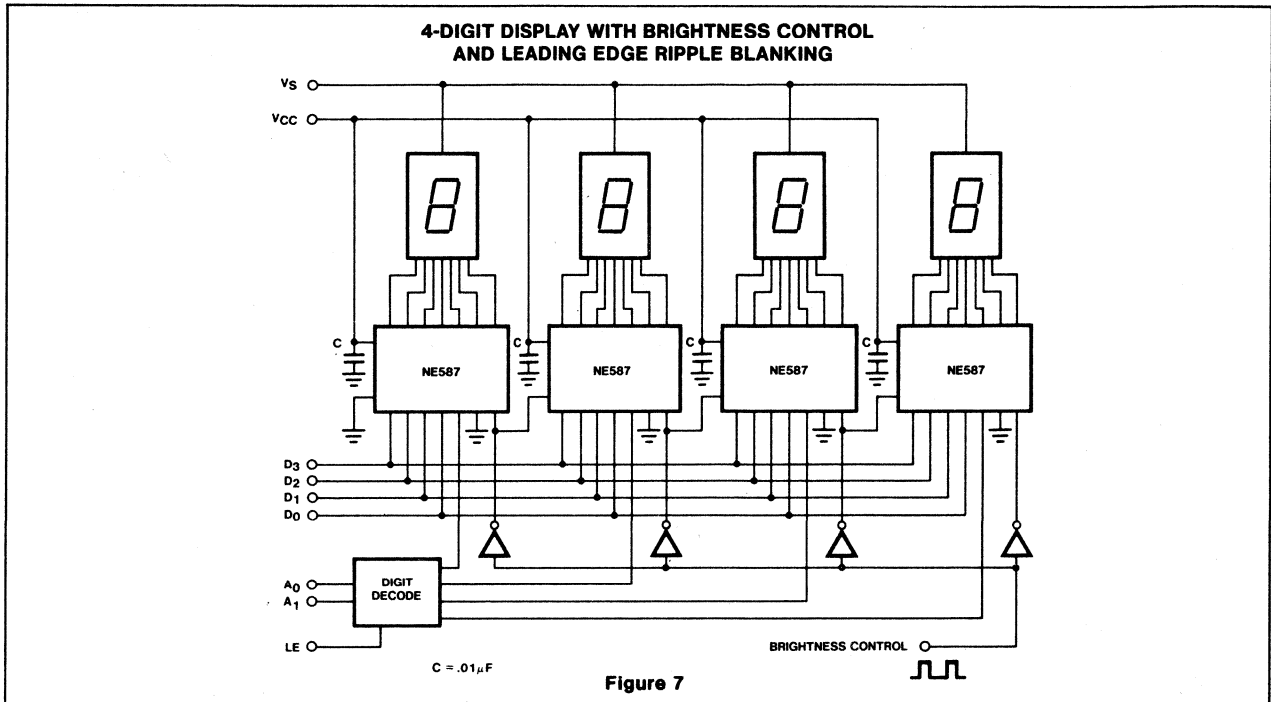 4-DIGIT DISPLAY WITH BRIGHTNESS CONTROL
AND LEADING EDGE RIPPLE BLANKING
VS
VCC
C
C
C
C
NE587
NE587
NE587
NE587
D3
D2
D1
D0
A0
A1
DIGIT
DECODE
LE
BRIGHTNESS CONTROL
C = .01μF
Figure 7